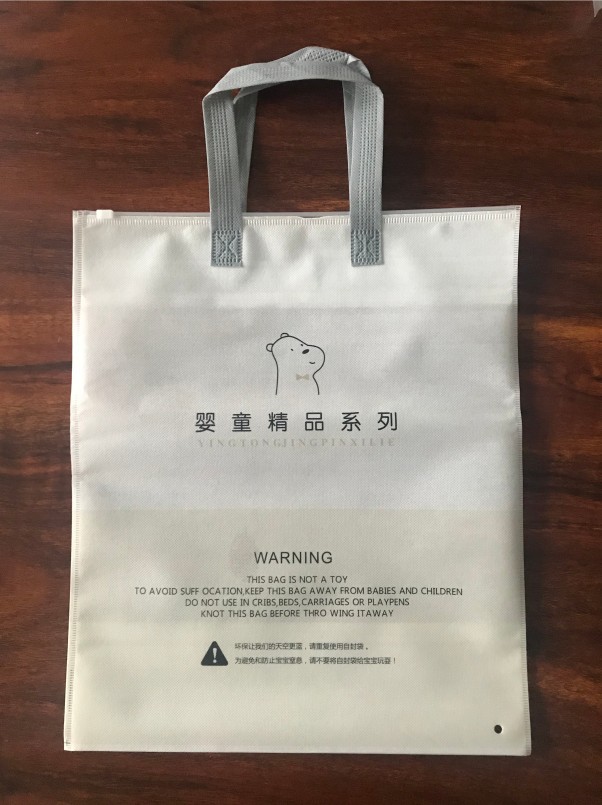 婴童精品系列
YINGTONGJINGPINXILIE
WARNING
THIS BAG IS NOT A TOY
TO AVOID SUFF OCATION,KEEP THIS BAG AWAY FROM BABIES AND CHILDREN
DO NOT USE IN CRIBS,BEDS,CARRIAGES OR PLAYPENS
KNOT THIS BAG BEFORE THRO WING ITAWAY
环保让我们的天空更蓝，请重复使用自封袋。
为避免和防止宝宝窒息，请不要将自封袋给宝宝玩耍！